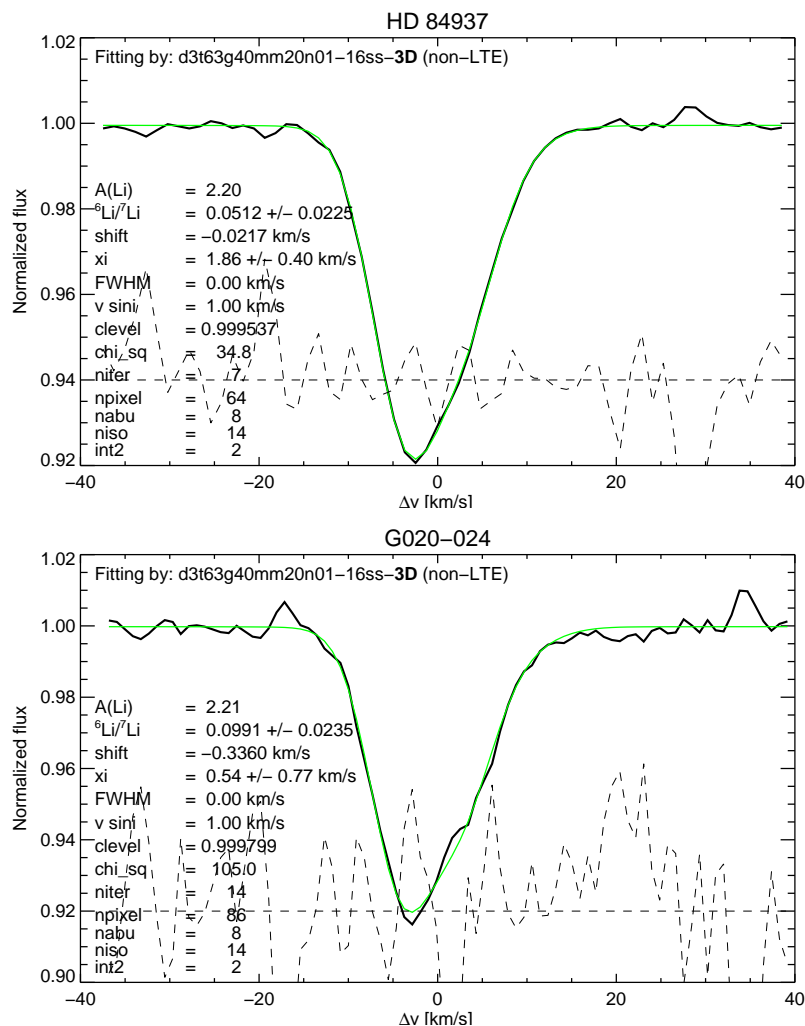 HD 84937
Fitting by: d3t63g40mm20n01−16ss−3D (non−LTE)
A(Li) = 2.20
⁶Li/⁷Li = 0.0512 +/− 0.0225
shift = −0.0217 km/s
xi = 1.86 +/− 0.40 km/s
FWHM = 0.00 km/s
v sini = 1.00 km/s
clevel = 0.999537
chi_sq = 34.8
niter = 7
npixel = 64
nabu = 8
niso = 14
int2 = 2
Normalized flux
1.02
1.00
0.98
0.96
0.94
0.92
−40 −20 0 20 40
Δv [km/s]
G020−024
Fitting by: d3t63g40mm20n01−16ss−3D (non−LTE)
A(Li) = 2.21
⁶Li/⁷Li = 0.0991 +/− 0.0235
shift = −0.3360 km/s
xi = 0.54 +/− 0.77 km/s
FWHM = 0.00 km/s
v sini = 1.00 km/s
clevel = 0.999799
chi_sq = 105.0
niter = 14
npixel = 86
nabu = 8
niso = 14
int2 = 2
Normalized flux
1.02
1.00
0.98
0.96
0.94
0.92
0.90
−40 −20 0 20 40
Δv [km/s]